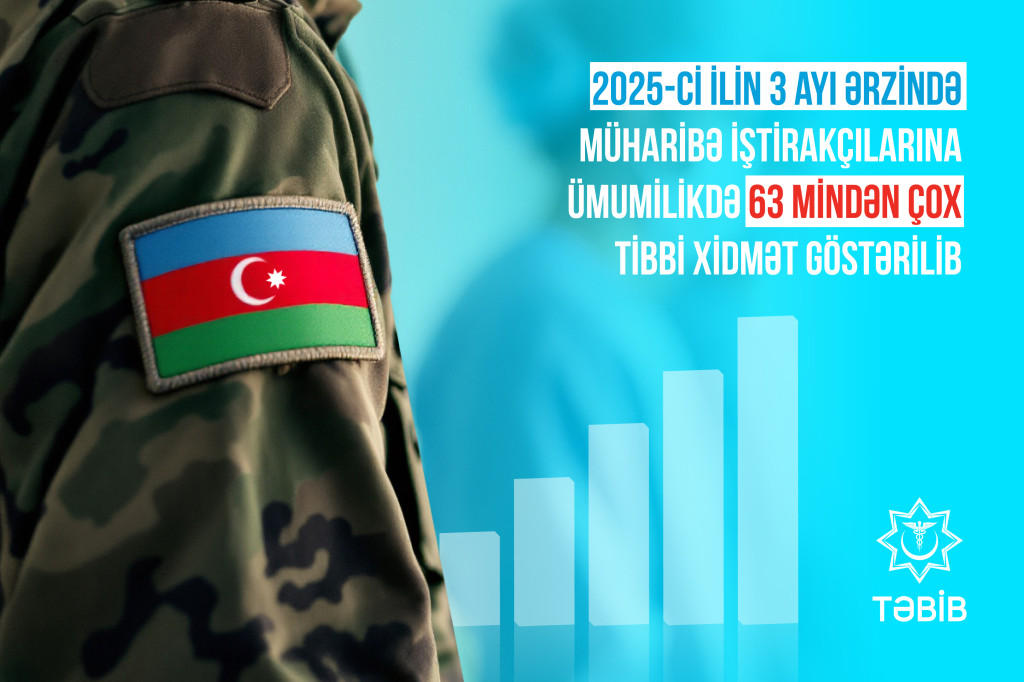 2025-Cİ İLİN 3 AYI ƏRZİNDƏ
MÜHARİBƏ İŞTİRAKÇILARINA
ÜMUMİLİKDƏ 63 MİNDƏN ÇOX
TİBBİ XİDMƏT GÖSTƏRİLİB
TƏBİB